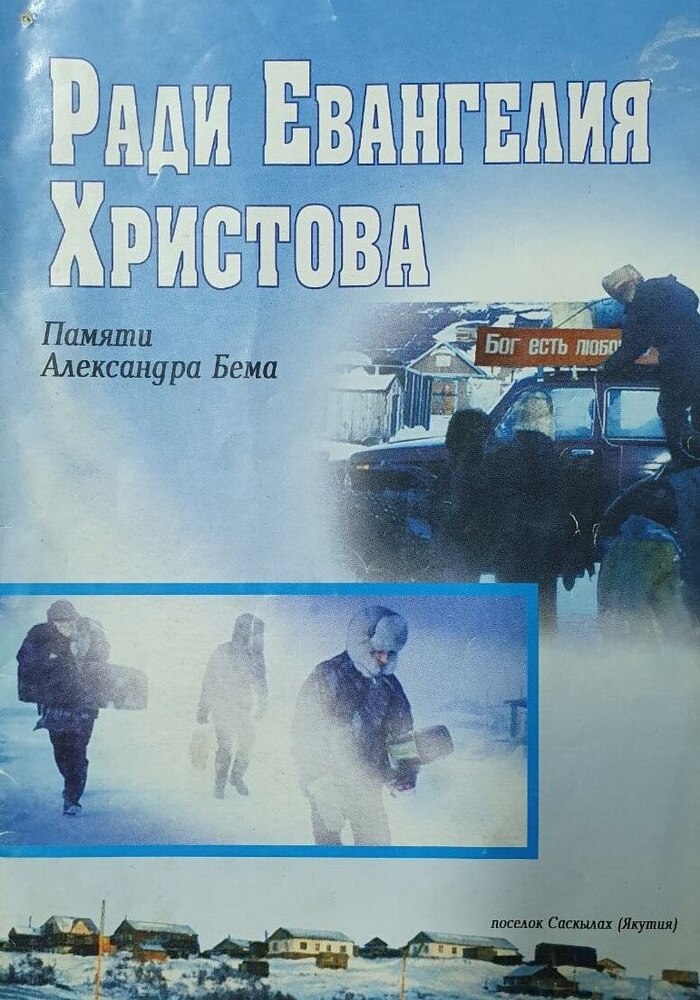 Ради Евангелия
Христова
Памяти
Александра Бема
Бог есть любо
поселок Саскылах (Якутия)